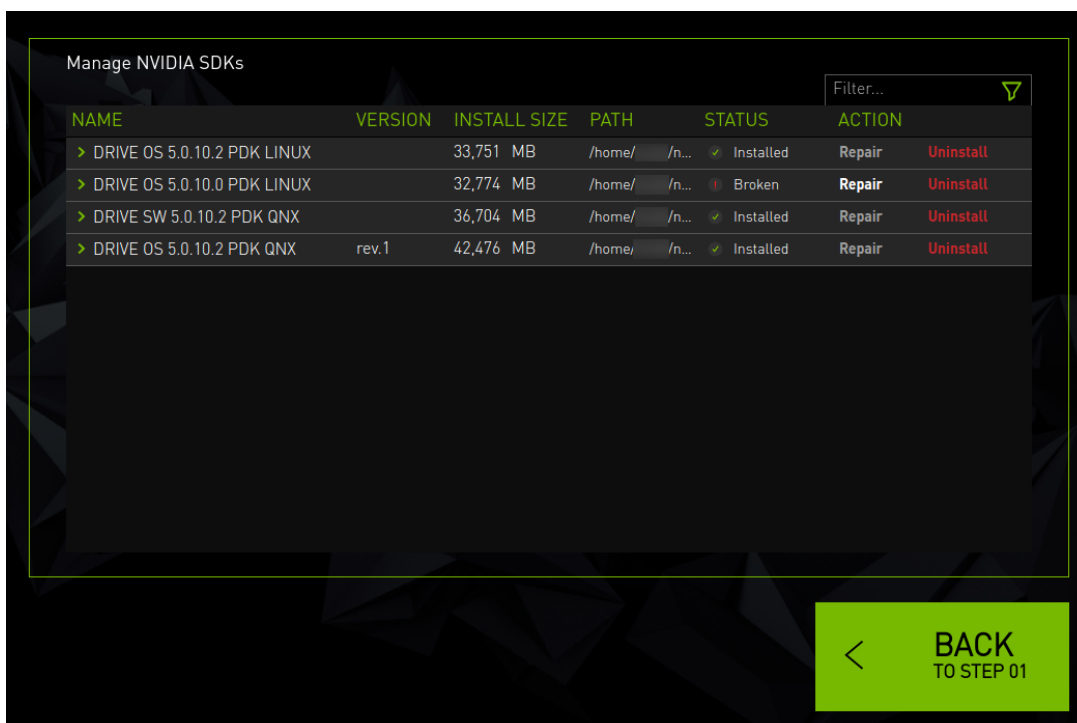 Manage NVIDIA SDKs
Filter...
NAME VERSION INSTALL SIZE PATH STATUS ACTION
> DRIVE OS 5.0.10.2 PDK LINUX 33,751 MB /home/ /n... Installed Repair Uninstall
> DRIVE OS 5.0.10.0 PDK LINUX 32,774 MB /home/ /n... Broken Repair Uninstall
> DRIVE SW 5.0.10.2 PDK QNX 36,704 MB /home/ /n... Installed Repair Uninstall
> DRIVE OS 5.0.10.2 PDK QNX rev.1 42,476 MB /home/ /n... Installed Repair Uninstall
< BACK
TO STEP 01